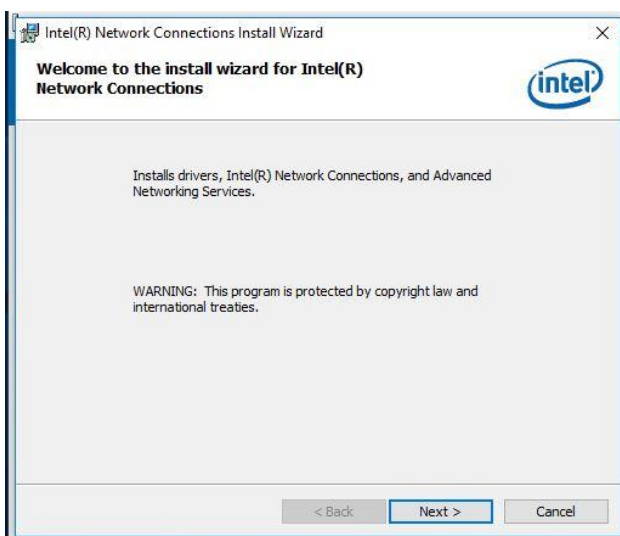 Intel(R) Network Connections Install Wizard
Welcome to the install wizard for Intel(R)
Network Connections
intel
Installs drivers, Intel(R) Network Connections, and Advanced
Networking Services.
WARNING: This program is protected by copyright law and
international treaties.
< Back
Next >
Cancel